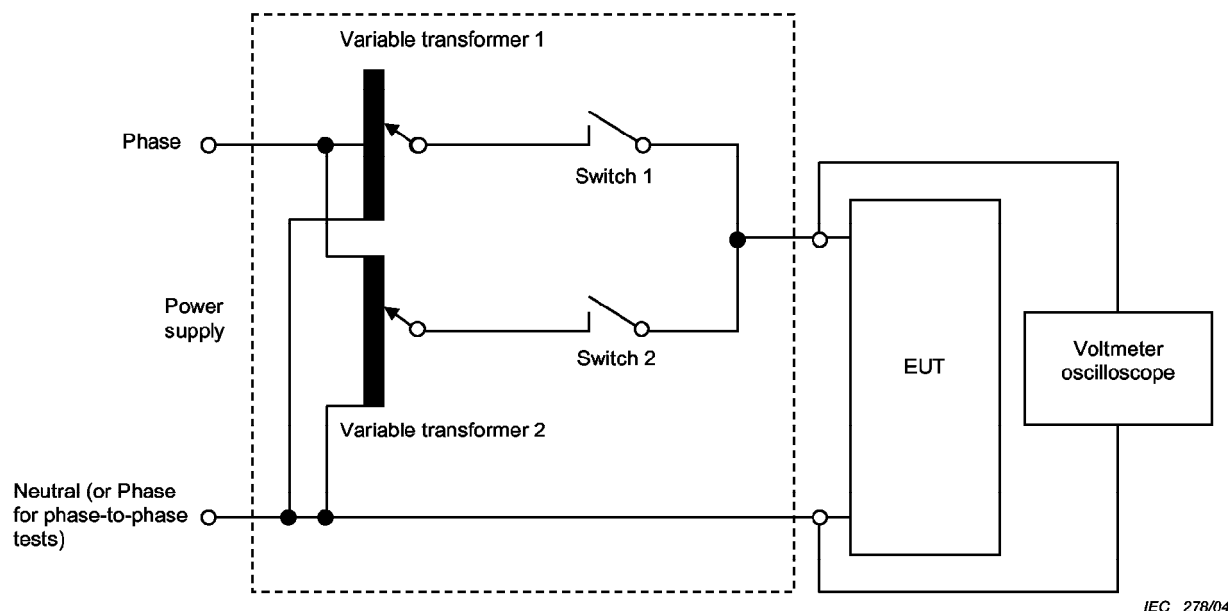 Variable transformer 1
Phase
Switch 1
Power
supply
Switch 2
EUT
Voltmeter
oscilloscope
Variable transformer 2
Neutral (or Phase
for phase-to-phase
tests)
IEC 278/04